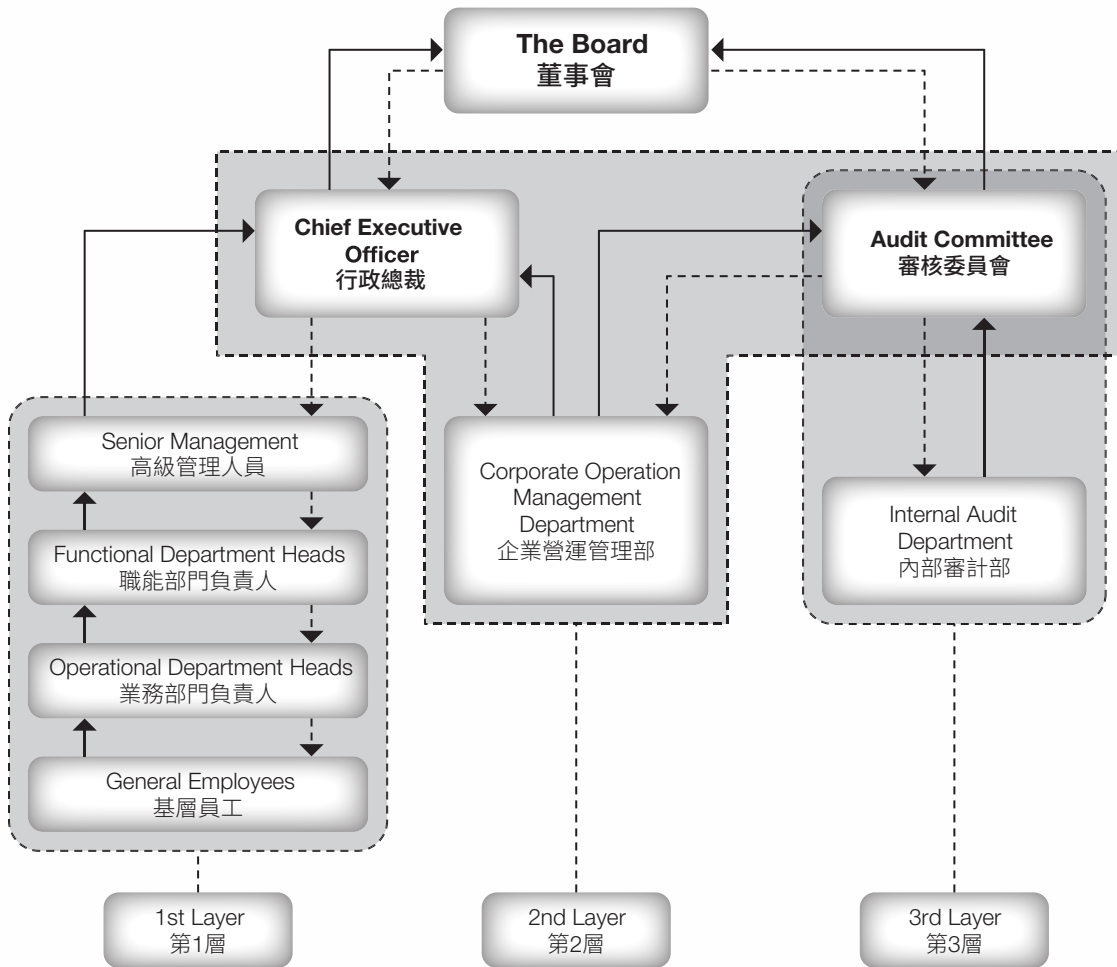 The Board
董事會
Chief Executive
Officer
行政總裁
Audit Committee
審核委員會
Senior Management
高級管理人員
Functional Department Heads
職能部門負責人
Operational Department Heads
業務部門負責人
General Employees
基層員工
Corporate Operation
Management
Department
企業營運管理部
Internal Audit
Department
內部審計部
1st Layer
第1層
2nd Layer
第2層
3rd Layer
第3層